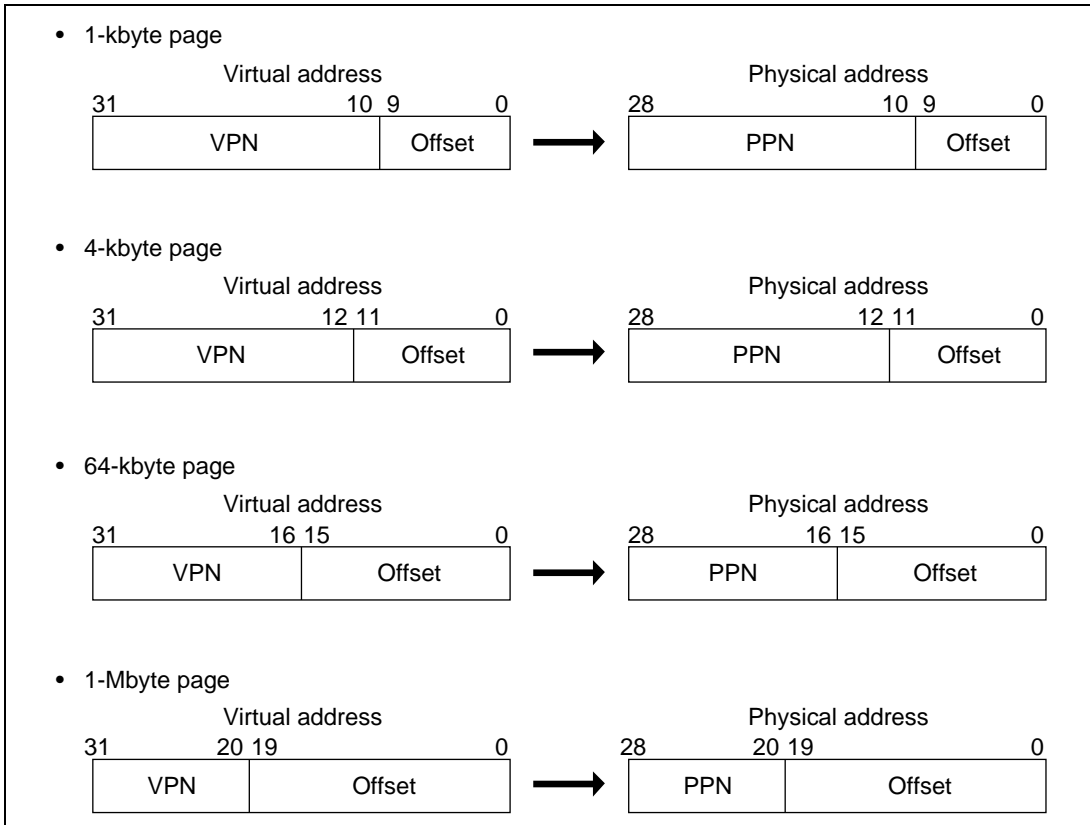 • 1-kbyte page
Virtual address Physical address
31 10 9 0 28 10 9 0
VPN Offset PPN Offset
• 4-kbyte page
Virtual address Physical address
31 12 11 0 28 12 11 0
VPN Offset PPN Offset
• 64-kbyte page
Virtual address Physical address
31 16 15 0 28 16 15 0
VPN Offset PPN Offset
• 1-Mbyte page
Virtual address Physical address
31 20 19 0 28 20 19 0
VPN Offset PPN Offset